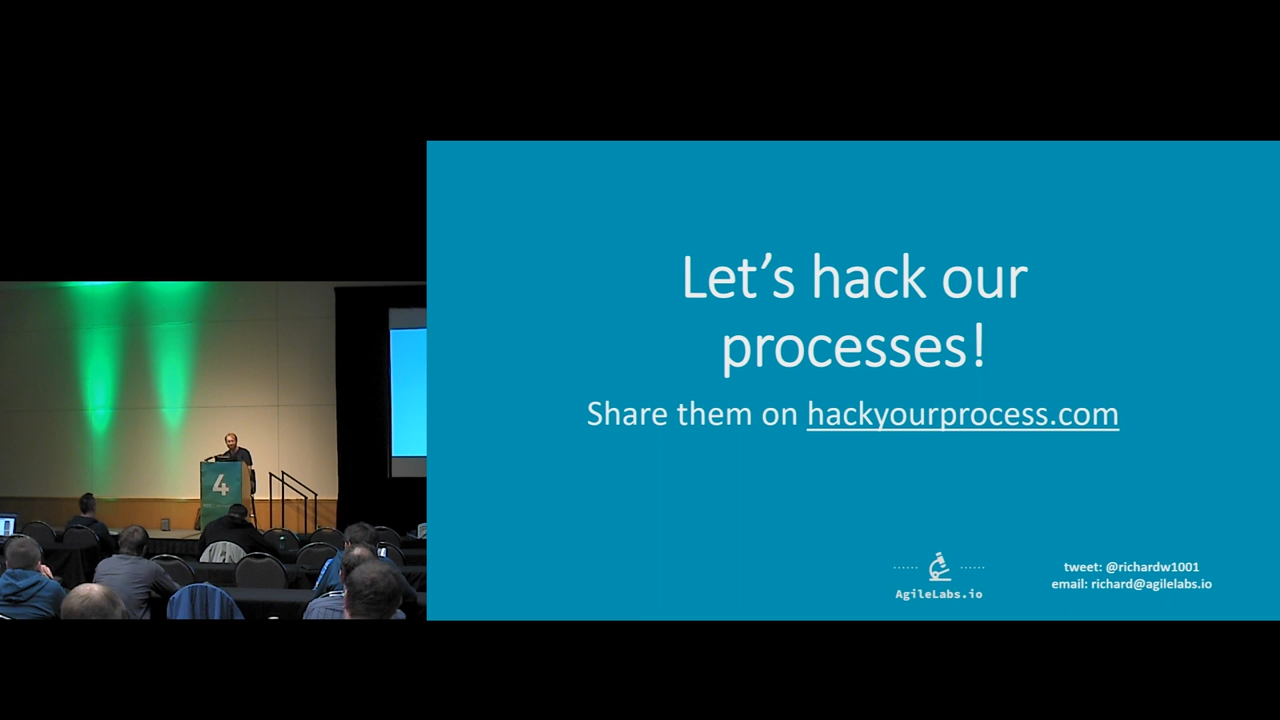 Let's hack our
processes!
Share them on hackyourprocess.com
AgileLabs.io
tweet: @richardw1001
email: richard@agilelabs.io
4